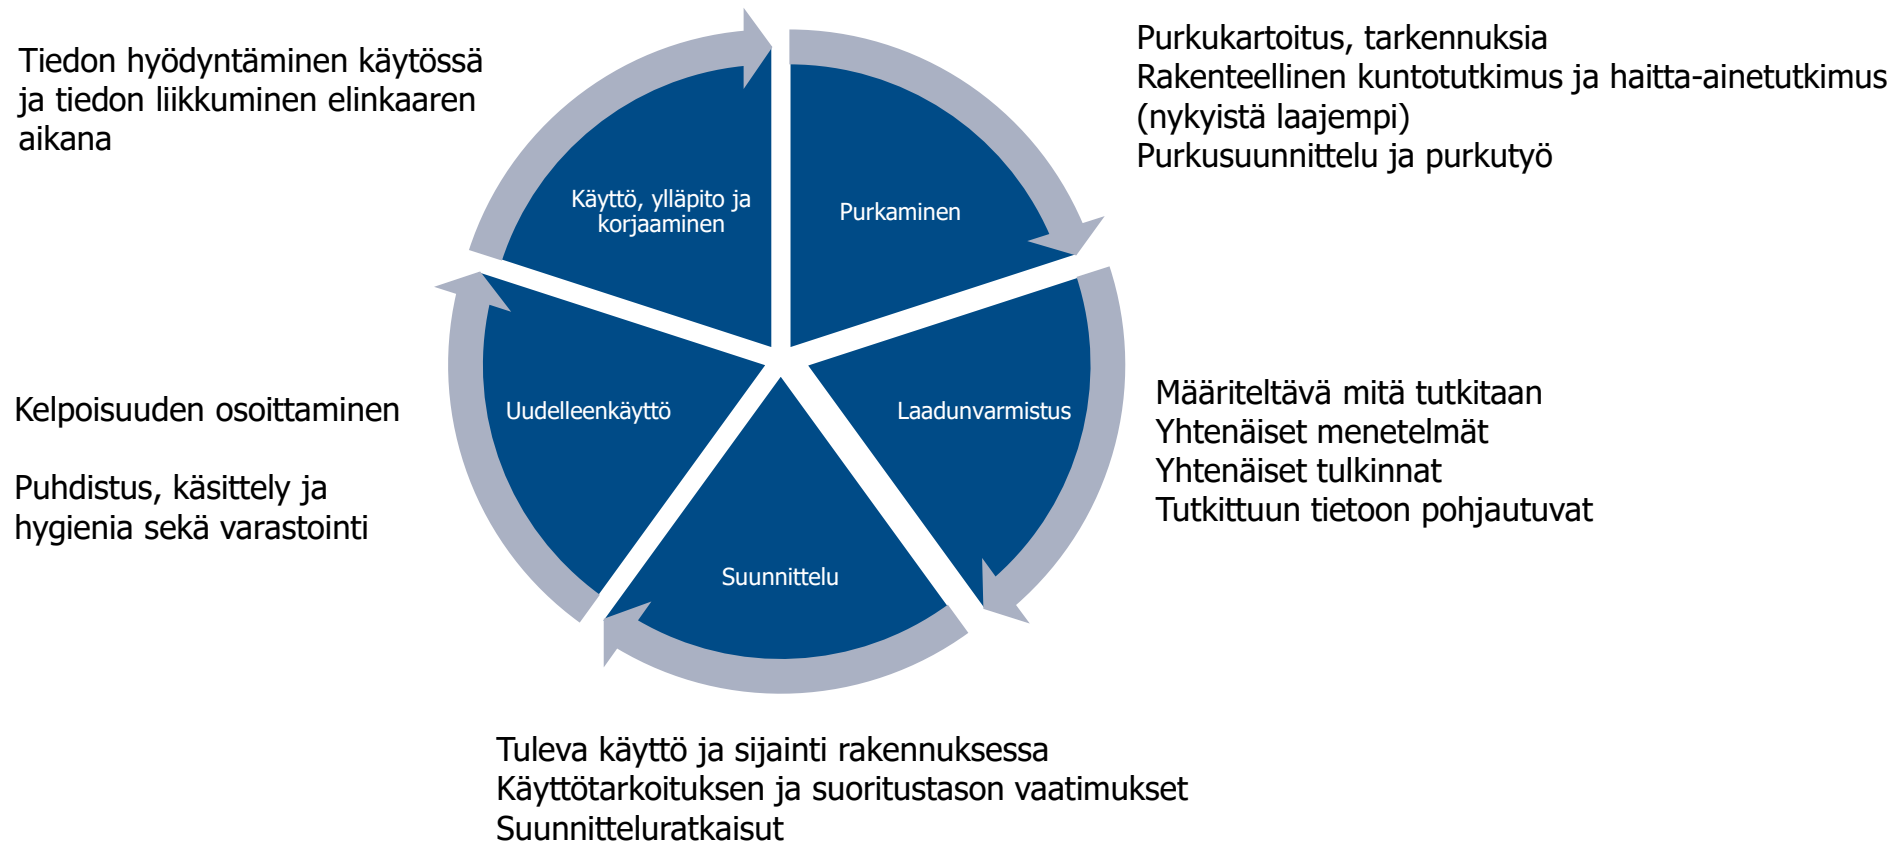 Tiedon hyödyntäminen käytössä
ja tiedon liikkuminen elinkaaren
aikana
Purkukartoitus, tarkennuksia
Rakenteellinen kuntotutkimus ja haitta-ainetutkimus
(nykyistä laajempi)
Purkusuunnittelu ja purkutyö
Käyttö, ylläpito ja
korjaaminen
Purkaminen
Kelpoisuuden osoittaminen
Puhdistus, käsittely ja
hygienia sekä varastointi
Uudelleenkäyttö
Laadunvarmistus
Määriteltävä mitä tutkitaan
Yhtenäiset menetelmät
Yhtenäiset tulkinnat
Tutkittuun tietoon pohjautuvat
Suunnittelu
Tuleva käyttö ja sijainti rakennuksessa
Käyttötarkoituksen ja suoritustason vaatimukset
Suunnitteluratkaisut